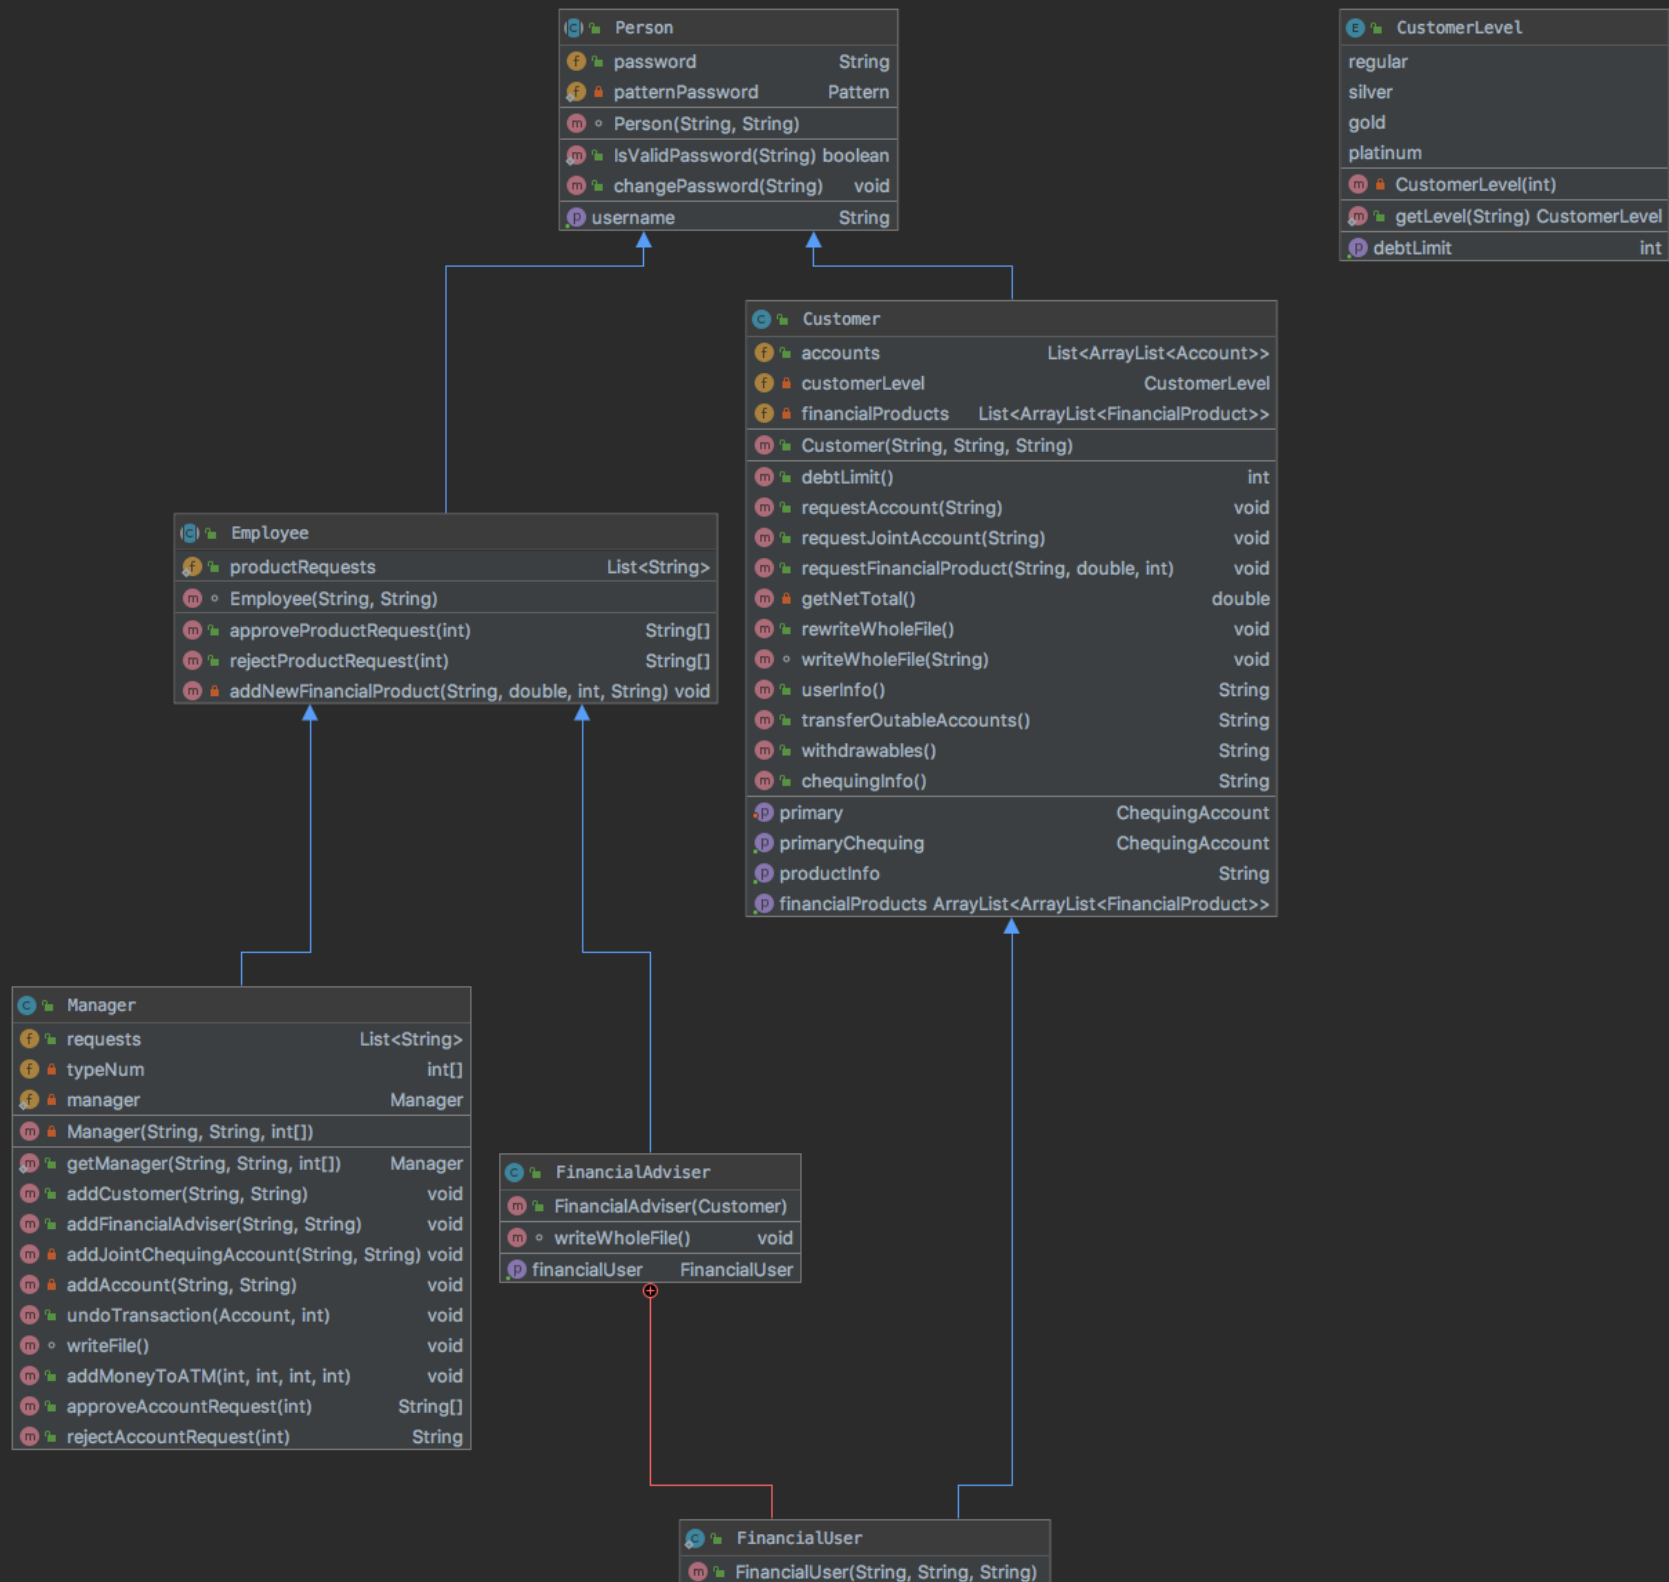 Person
password String
patternPassword Pattern
Person(String, String)
IsValidPassword(String) boolean
changePassword(String) void
username String
CustomerLevel
regular
silver
gold
platinum
CustomerLevel(int)
getLevel(String) CustomerLevel
debtLimit int
Customer
accounts List<ArrayList<Account>>
customerLevel CustomerLevel
financialProducts List<ArrayList<FinancialProduct>>
Customer(String, String, String)
debtLimit() int
requestAccount(String) void
requestJointAccount(String) void
requestFinancialProduct(String, double, int) void
getNetTotal() double
rewriteWholeFile() void
writeWholeFile(String) void
userInfo() String
transferOutableAccounts() String
withdrawables() String
chequingInfo() String
primary ChequingAccount
primaryChequing ChequingAccount
productInfo String
financialProducts ArrayList<ArrayList<FinancialProduct>>
Employee
productRequests List<String>
Employee(String, String)
approveProductRequest(int) String[]
rejectProductRequest(int) String[]
addNewFinancialProduct(String, double, int, String) void
Manager
requests List<String>
typeNum int[]
manager Manager
Manager(String, String, int[])
getManager(String, String, int[]) Manager
addCustomer(String, String) void
addFinancialAdviser(String, String) void
addJointChequingAccount(String, String) void
addAccount(String, String) void
undoTransaction(Account, int) void
writeFile() void
addMoneyToATM(int, int, int, int) void
approveAccountRequest(int) String[]
rejectAccountRequest(int) String
FinancialAdviser
FinancialAdviser(Customer)
writeWholeFile() void
financialUser FinancialUser
FinancialUser
FinancialUser(String, String, String)